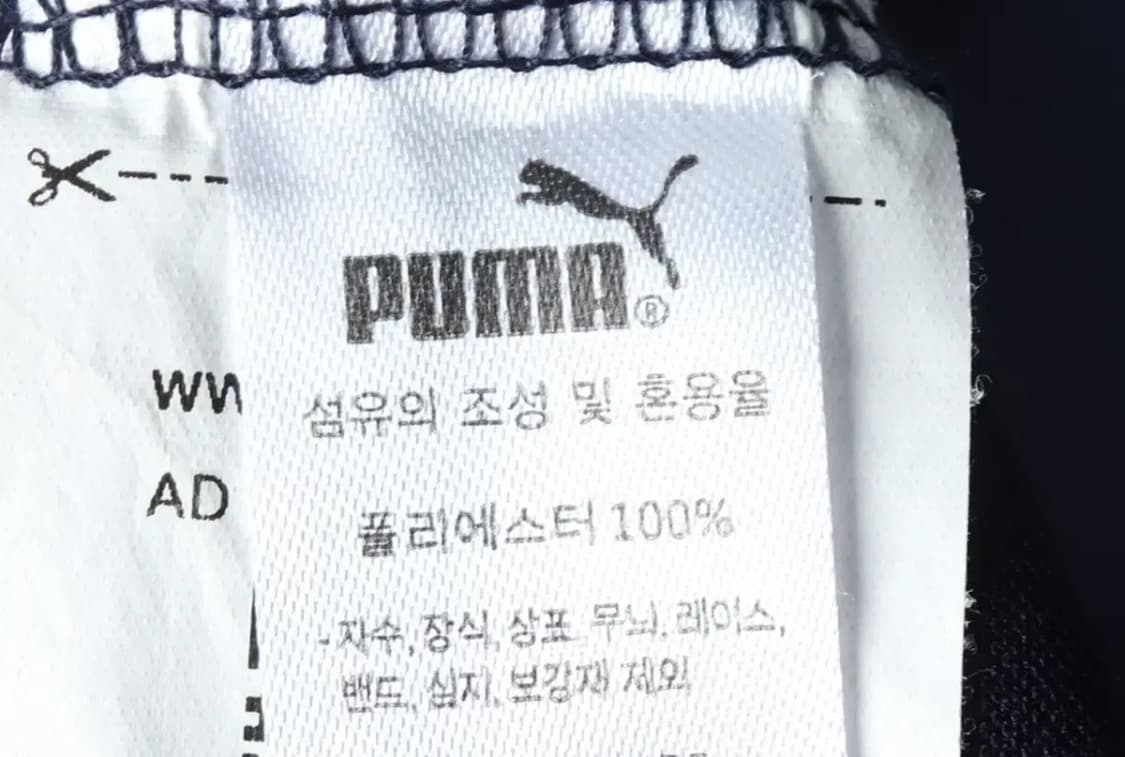 PUMA®
섬유의 조성 및 혼용율
WW
AD
폴리에스터 100%
-자수, 장식, 상표, 무늬, 레이스,
밴드, 심지, 보강재 제외